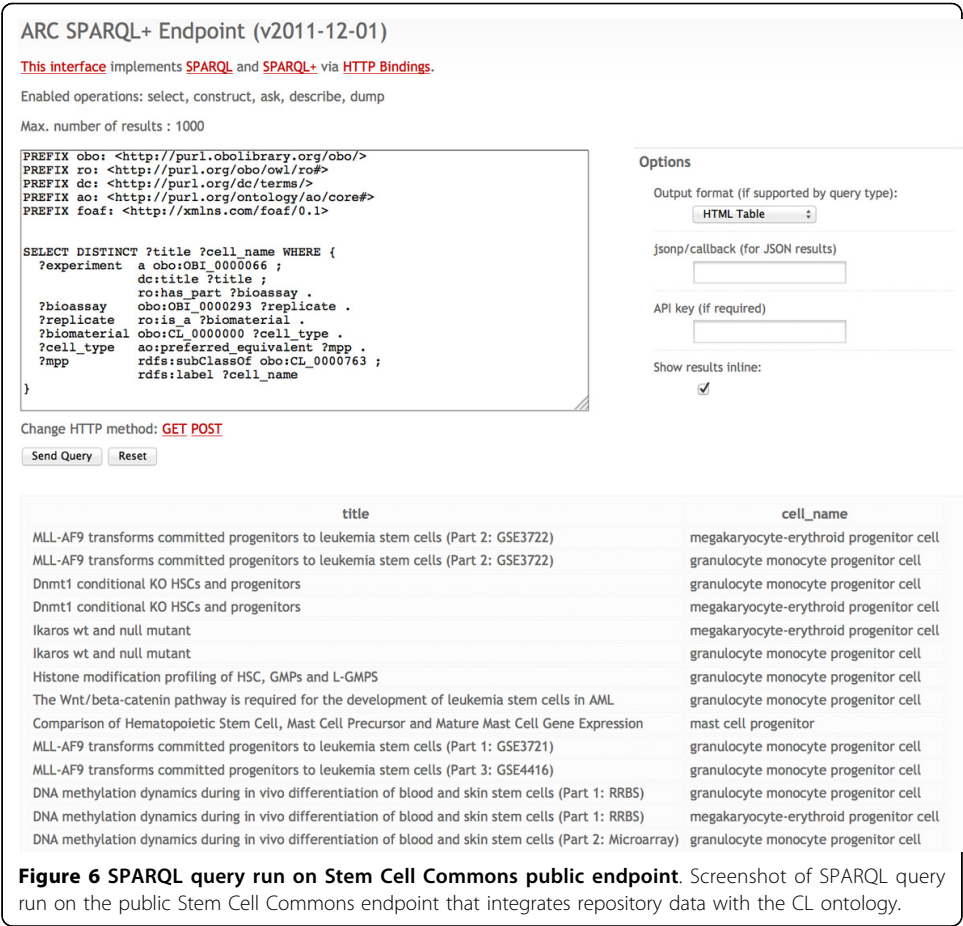 ARC SPARQL+ Endpoint (v2011-12-01)
This interface implements SPARQL and SPARQL+ via HTTP Bindings.
Enabled operations: select, construct, ask, describe, dump
Max. number of results : 1000
PREFIX obo: <http://purl.obolibrary.org/obo/>
PREFIX ro: <http://purl.org/obo/owl/ro#>
PREFIX dc: <http://purl.org/dc/terms/>
PREFIX ao: <http://purl.org/ontology/ao/core#>
PREFIX foaf: <http://xmlns.com/foaf/0.1>
SELECT DISTINCT ?title ?cell_name WHERE {
?experiment a obo:OBI_0000066 ;
dc:title ?title ;
ro:has_part ?bioassay .
?bioassay obo:OBI_0000293 ?replicate .
?replicate ro:is_a ?biomaterial .
?biomaterial obo:CL_0000000 ?cell_type .
?cell_type ao:preferred_equivalent ?mpp .
?mpp rdfs:subClassOf obo:CL_0000763 ;
rdfs:label ?cell_name
}
Options
Output format (if supported by query type):
HTML Table
jsonp/callback (for JSON results)
API key (if required)
Show results inline:
Change HTTP method: GET POST
Send Query Reset
title cell_name
MLL-AF9 transforms committed progenitors to leukemia stem cells (Part 2: GSE3722) megakaryocyte-erythroid progenitor cell
MLL-AF9 transforms committed progenitors to leukemia stem cells (Part 2: GSE3722) granulocyte monocyte progenitor cell
Dnmt1 conditional KO HSCs and progenitors granulocyte monocyte progenitor cell
Dnmt1 conditional KO HSCs and progenitors megakaryocyte-erythroid progenitor cell
Ikaros wt and null mutant megakaryocyte-erythroid progenitor cell
Ikaros wt and null mutant granulocyte monocyte progenitor cell
Histone modification profiling of HSC, GMPs and L-GMPS granulocyte monocyte progenitor cell
The Wnt/beta-catenin pathway is required for the development of leukemia stem cells in AML granulocyte monocyte progenitor cell
Comparison of Hematopoietic Stem Cell, Mast Cell Precursor and Mature Mast Cell Gene Expression mast cell progenitor
MLL-AF9 transforms committed progenitors to leukemia stem cells (Part 1: GSE3721) granulocyte monocyte progenitor cell
MLL-AF9 transforms committed progenitors to leukemia stem cells (Part 3: GSE4416) granulocyte monocyte progenitor cell
DNA methylation dynamics during in vivo differentiation of blood and skin stem cells (Part 1: RRBS) granulocyte monocyte progenitor cell
DNA methylation dynamics during in vivo differentiation of blood and skin stem cells (Part 1: RRBS) megakaryocyte-erythroid progenitor cell
DNA methylation dynamics during in vivo differentiation of blood and skin stem cells (Part 2: Microarray) granulocyte monocyte progenitor cell
Figure 6 SPARQL query run on Stem Cell Commons public endpoint. Screenshot of SPARQL query
run on the public Stem Cell Commons endpoint that integrates repository data with the CL ontology.